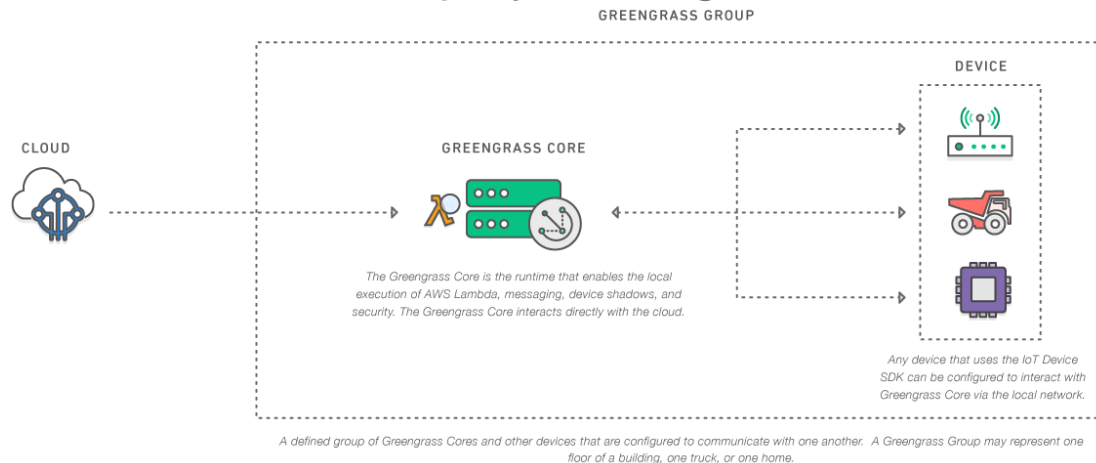 GREENGRASS GROUP
DEVICE
CLOUD
GREENGRASS CORE
The Greengrass Core is the runtime that enables the local
execution of AWS Lambda, messaging, device shadows, and
security. The Greengrass Core interacts directly with the cloud.
Any device that uses the IoT Device
SDK can be configured to interact with
Greengrass Core via the local network.
A defined group of Greengrass Cores and other devices that are configured to communicate with one another. A Greengrass Group may represent one
floor of a building, one truck, or one home.